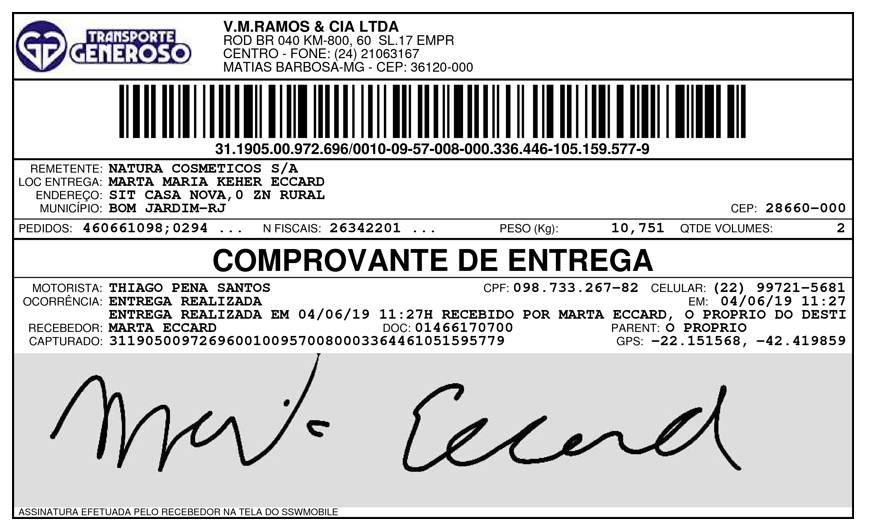 TRANSPORTE
GENEROSO
V.M.RAMOS & CIA LTDA
ROD BR 040 KM-800, 60 SL.17 EMPR
CENTRO - FONE: (24) 21063167
MATIAS BARBOSA-MG - CEP: 36120-000
31.1905.00.972.696/0010-09-57-008-000.336.446-105.159.577-9
REMETENTE: NATURA COSMETICOS S/A
LOC ENTREGA: MARTA MARIA KEHER ECCARD
ENDEREÇO: SIT CASA NOVA,0 ZN RURAL
MUNICÍPIO: BOM JARDIM-RJ CEP: 28660-000
PEDIDOS: 460661098;0294 ... N FISCAIS: 26342201 ... PESO (Kg): 10,751 QTDE VOLUMES: 2
COMPROVANTE DE ENTREGA
MOTORISTA: THIAGO PENA SANTOS CPF: 098.733.267-82 CELULAR: (22) 99721-5681
OCORRÊNCIA: ENTREGA REALIZADA EM: 04/06/19 11:27
ENTREGA REALIZADA EM 04/06/19 11:27H RECEBIDO POR MARTA ECCARD, O PROPRIO DO DESTI
RECEBEDOR: MARTA ECCARD DOC: 01466170700 PARENT: O PROPRIO
CAPTURADO: 31190500972696001009570080003364461051595779 GPS: -22.151568, -42.419859
Eccard
ASSINATURA EFETUADA PELO RECEBEDOR NA TELA DO SSWMOBILE